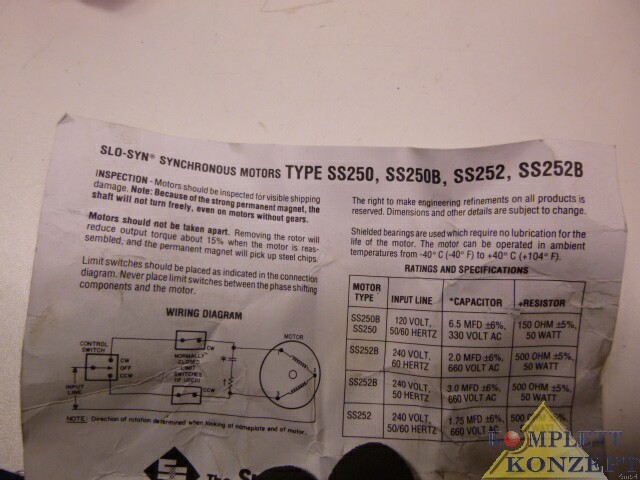 SLO-SYN® SYNCHRONOUS MOTORS TYPE SS250, SS250B, SS252, SS252B
INSPECTION - Motors should be inspected for visible shipping
damage. Note: Because of the strong permanent magnet, the
shaft will not turn freely, even on motors without gears.
Motors should not be taken apart. Removing the rotor will
reduce output torque about 15% when the motor is reas-
sembled, and the permanent magnet will pick up steel chips.
Limit switches should be placed as indicated in the connection
diagram. Never place limit switches between the phase shifting
components and the motor.
WIRING DIAGRAM
CONTROL
SWITCH
CW
OFF
CCW
INPUT
LINE
CW
NORMALLY
CLOSED
LIMIT
SWITCHES
(IF USED)
CCW
MOTOR
NOTE: Direction of rotation determined when looking at nameplate end of motor.
The right to make engineering refinements on all products is
reserved. Dimensions and other details are subject to change.
Shielded bearings are used which require no lubrication for the
life of the motor. The motor can be operated in ambient
temperatures from -40° C (-40° F) to +40° C (+104° F).
RATINGS AND SPECIFICATIONS
MOTOR TYPE INPUT LINE *CAPACITOR +RESISTOR
SS250B SS250 120 VOLT, 50/60 HERTZ 6.5 MFD ±6%, 330 VOLT AC 150 OHM ±5%, 50 WATT
SS252B 240 VOLT, 60 HERTZ 2.0 MFD ±6%, 660 VOLT AC 500 OHM ±5%, 50 WATT
SS252B 240 VOLT, 50 HERTZ 3.0 MFD ±6%, 660 VOLT AC 500 OHM ±5%, 50 WATT
SS252 240 VOLT, 50/60 HERTZ 1.75 MFD ±6%, 660 VOLT AC 500
The
KOMPLETT
KONZEPT
GmbH